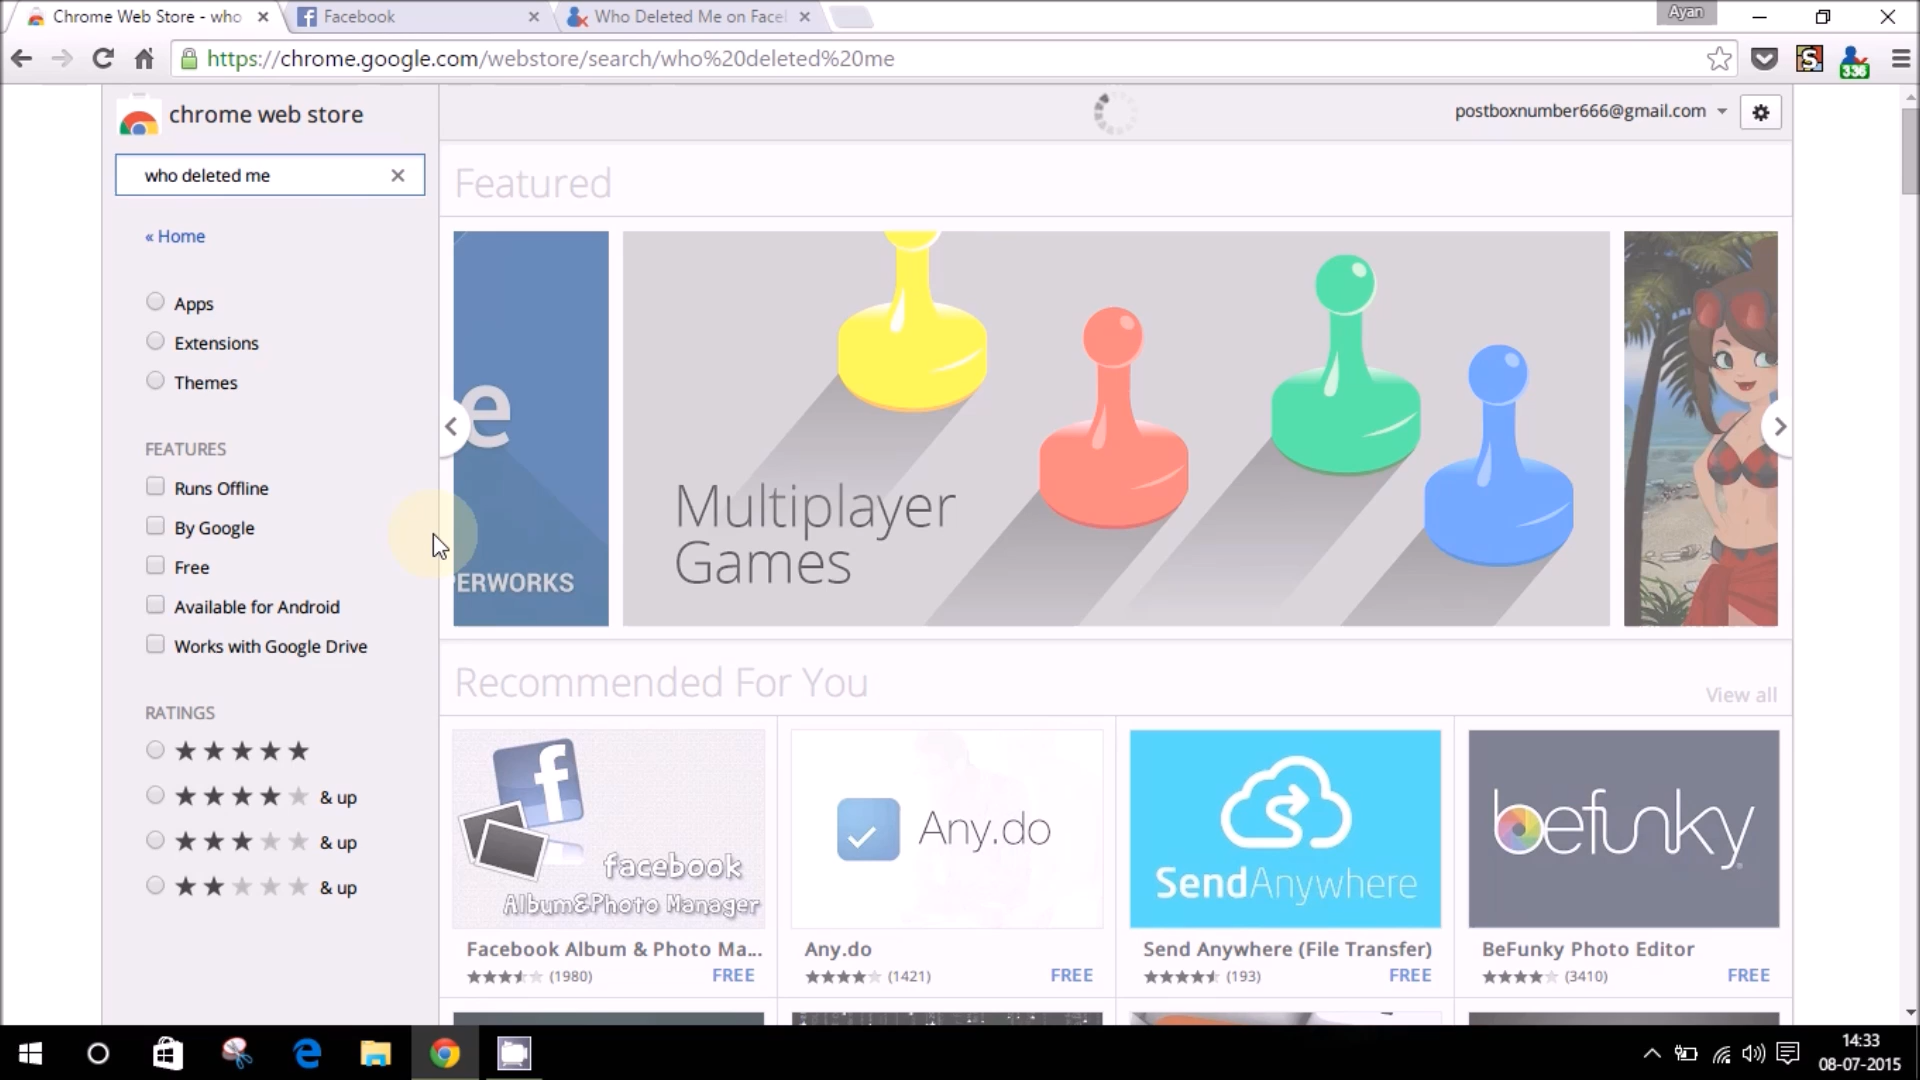 Chrome Web Store - who
Facebook
Who Deleted Me on Face
Ayan
https://chrome.google.com/webstore/search/who%20deleted%20me
336
chrome web store
postboxnumber666@gmail.com
who deleted me
« Home
Apps
Extensions
Themes
FEATURES
Runs Offline
By Google
Free
Available for Android
Works with Google Drive
RATINGS
& up
& up
& up
Featured
e
PERWORKS
Multiplayer
Games
Recommended For You
View all
facebook
Album&Photo Manager
Any.do
SendAnywhere
befunky
Facebook Album & Photo Ma...
(1980)
FREE
Any.do
(1421)
FREE
Send Anywhere (File Transfer)
(193)
FREE
BeFunky Photo Editor
(3410)
FREE
14:33
08-07-2015